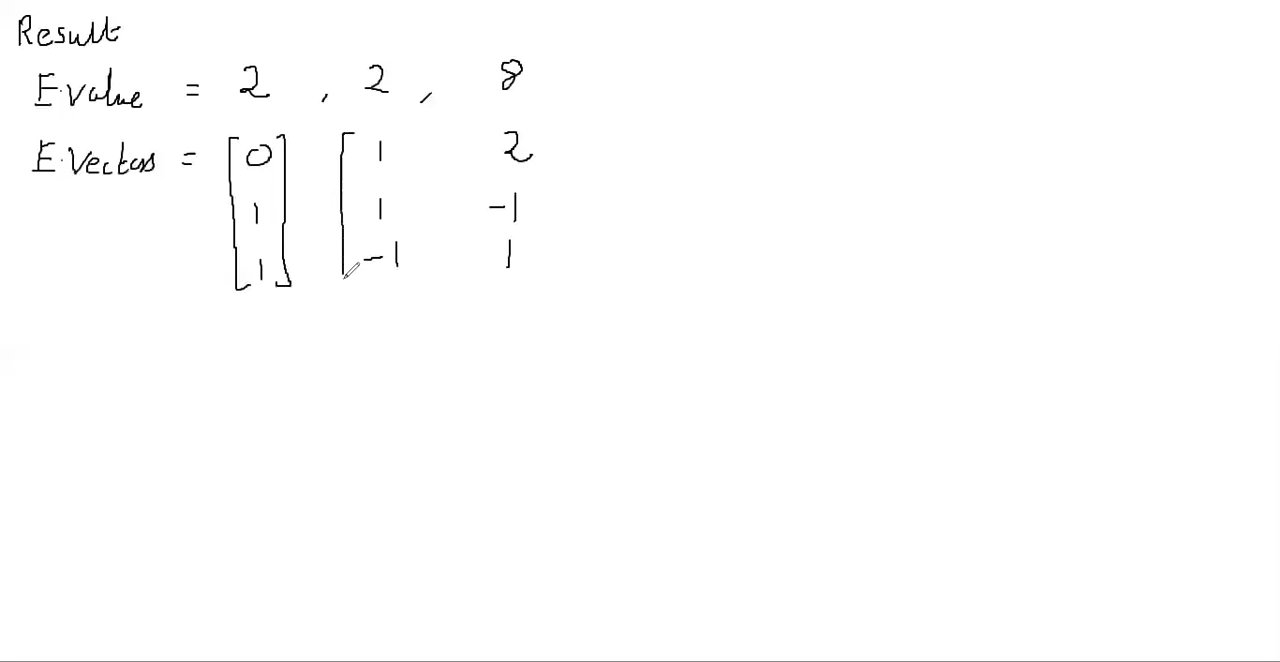 Result
E.value = 2 , 2 , 8
E.Vectors = [0] [1 2
1 1 -1
1 -1 1